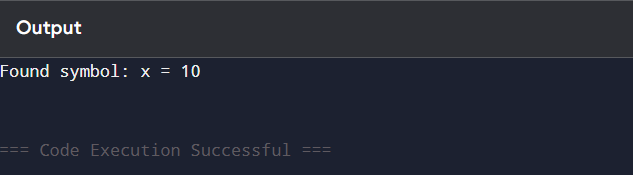 Output
Found symbol: x = 10
=== Code Execution Successful ===